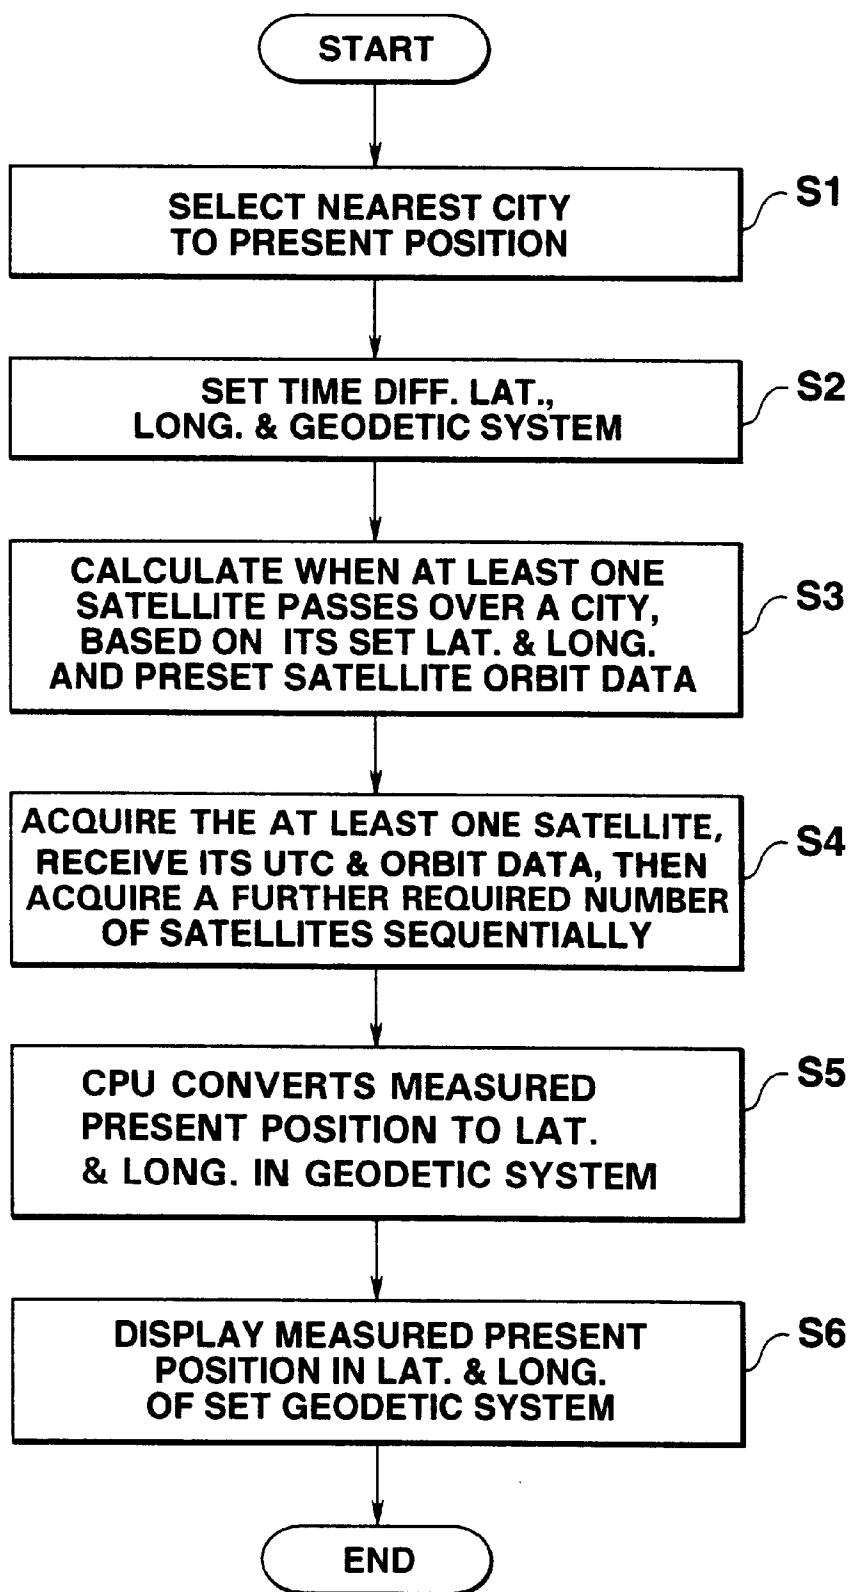 START
SELECT NEAREST CITY
TO PRESENT POSITION
S1
SET TIME DIFF. LAT.,
LONG. & GEODETIC SYSTEM
S2
CALCULATE WHEN AT LEAST ONE
SATELLITE PASSES OVER A CITY,
BASED ON ITS SET LAT. & LONG.
AND PRESET SATELLITE ORBIT DATA
S3
ACQUIRE THE AT LEAST ONE SATELLITE,
RECEIVE ITS UTC & ORBIT DATA, THEN
ACQUIRE A FURTHER REQUIRED NUMBER
OF SATELLITES SEQUENTIALLY
S4
CPU CONVERTS MEASURED
PRESENT POSITION TO LAT.
& LONG. IN GEODETIC SYSTEM
S5
DISPLAY MEASURED PRESENT
POSITION IN LAT. & LONG.
OF SET GEODETIC SYSTEM
S6
END